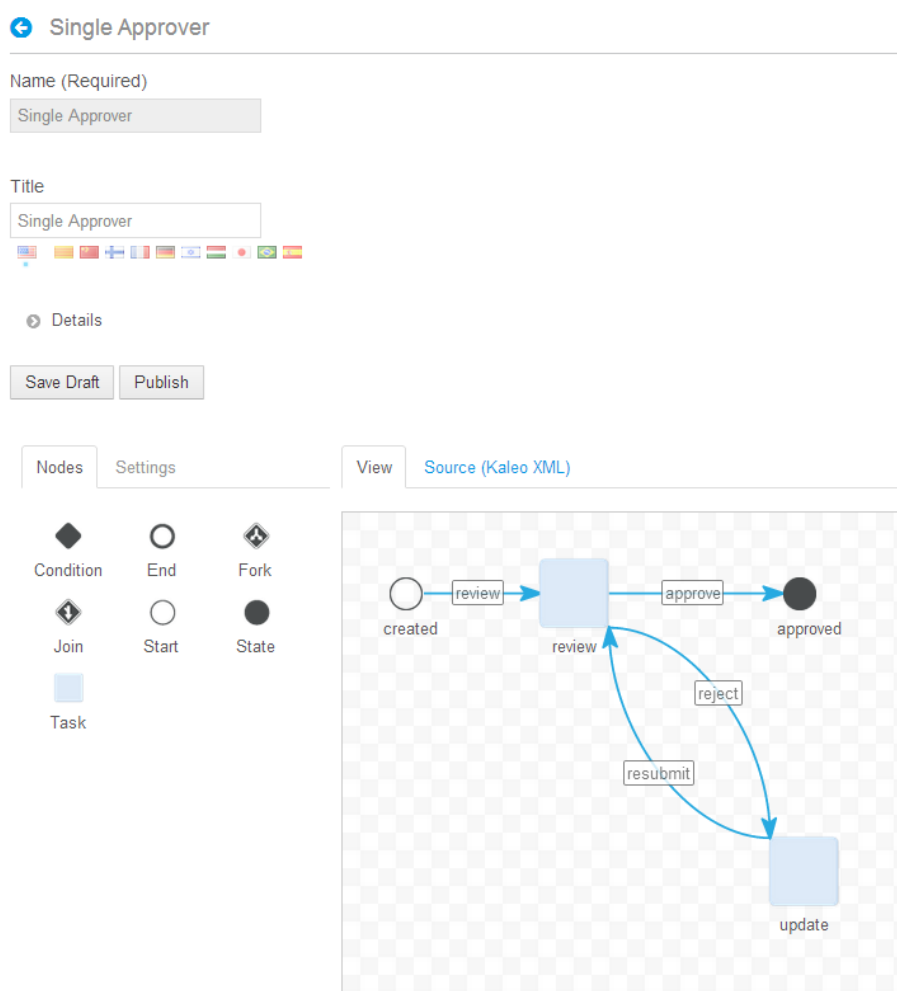 Single Approver
Name (Required)
Single Approver
Title
Single Approver
Details
Save Draft Publish
Nodes Settings
View Source (Kaleo XML)
Condition End Fork
Join Start State
Task
review approve
created
review
approved
reject
resubmit
update